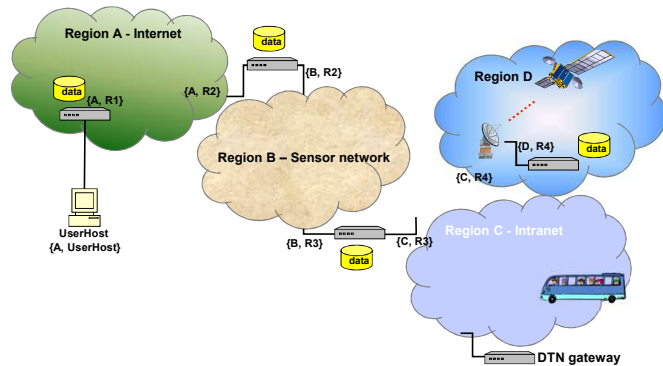 Region A - Internet
data
{A, R2}
{B, R2}
data
{A, R1}
UserHost
{A, UserHost}
Region B – Sensor network
{B, R3}
data
{C, R3}
Region D
{D, R4}
data
{C, R4}
Region C - Intranet
DTN gateway